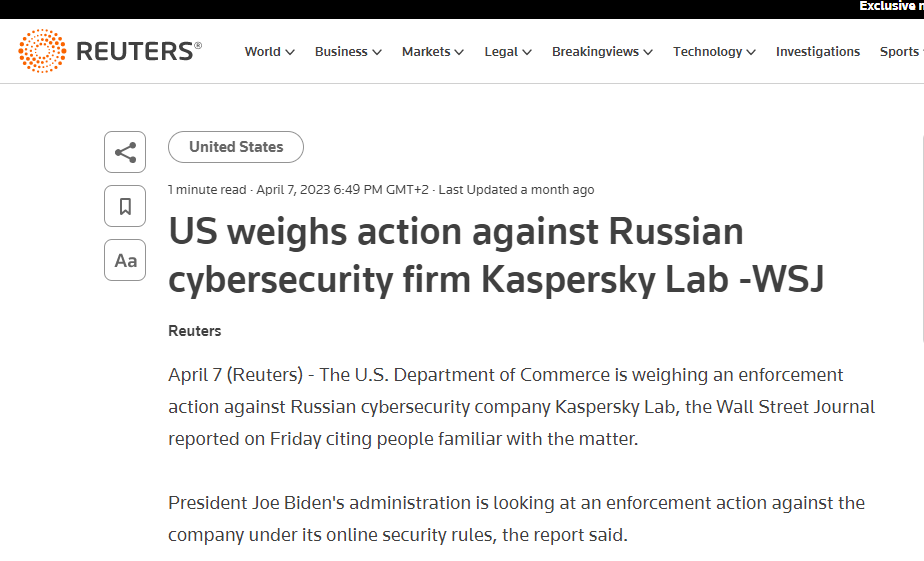 Exclusive
REUTERS®
World Business Markets Legal Breakingviews Technology Investigations Sports
United States
1 minute read · April 7, 2023 6:49 PM GMT+2 · Last Updated a month ago
Aa
US weighs action against Russian
cybersecurity firm Kaspersky Lab -WSJ
Reuters
April 7 (Reuters) - The U.S. Department of Commerce is weighing an enforcement
action against Russian cybersecurity company Kaspersky Lab, the Wall Street Journal
reported on Friday citing people familiar with the matter.
President Joe Biden's administration is looking at an enforcement action against the
company under its online security rules, the report said.